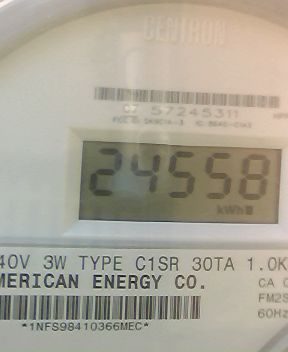 CENTRON
57245311
24558
kWh
40V 3W TYPE C1SR 30TA 1.0K
MERICAN ENERGY CO.
CA
FM2S
60Hz
*1NFS98410366MEC*